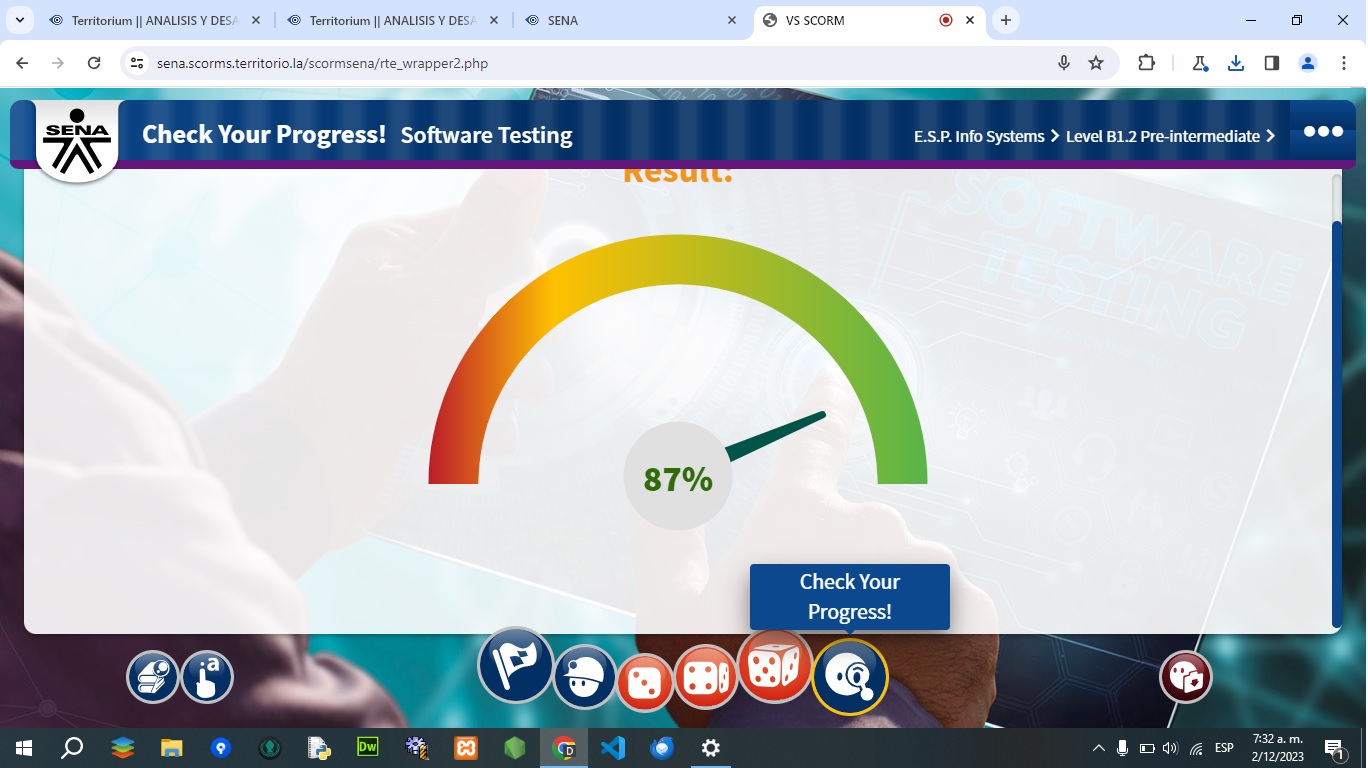 Territorium || ANALISIS Y DESA
Territorium || ANALISIS Y DESA
SENA
VS SCORM
sena.scorms.territorio.la/scormsena/rte_wrapper2.php
SENA
Check Your Progress! Software Testing
E.S.P. Info Systems
Level B1.2 Pre-intermediate
Result:
SOFTWARE
TESTING
87%
Check Your
Progress!
a
Dw
D
ESP
7:32 a. m.
2/12/2023
1